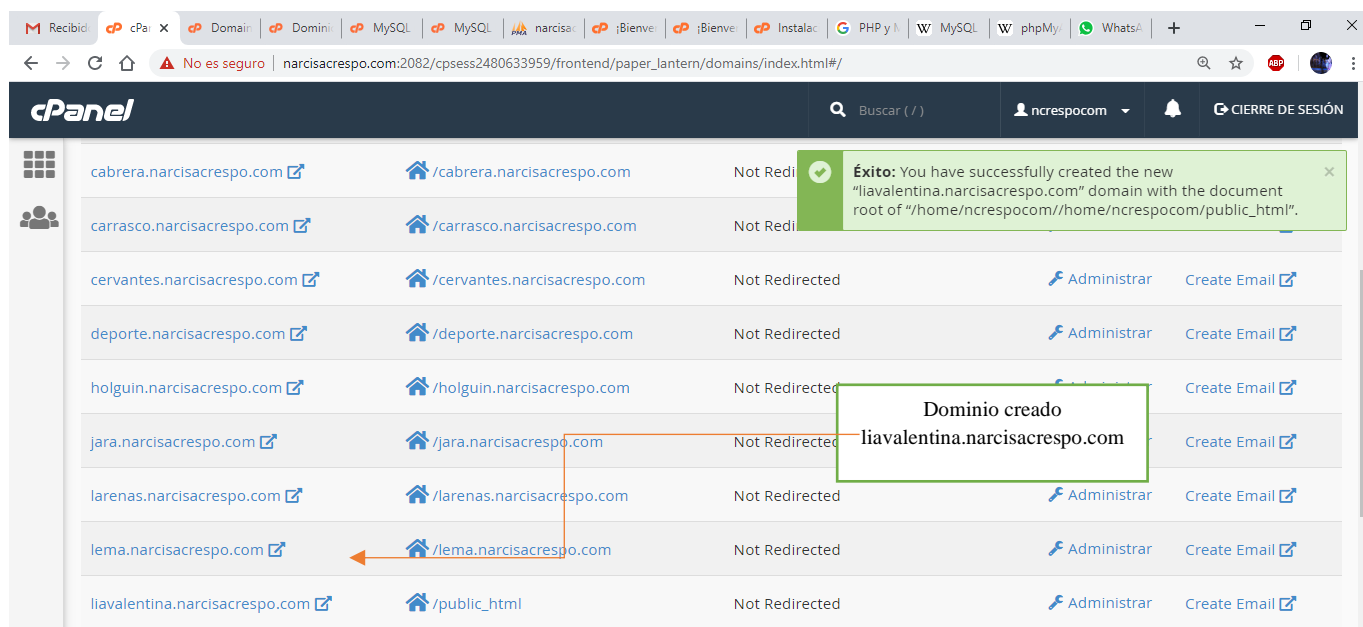 Recibid
cPar
Domain
Dominic
MySQL
MySQL
narcisac
¡Bienver
¡Bienver
Instalac
PHP y M
MySQL
phpMy
WhatsA
No es seguro | narcisacrespo.com:2082/cpsess2480633959/frontend/paper_lantern/domains/index.html#/
ABP
cPanel
Buscar ( / )
ncrespocom
CIERRE DE SESIÓN
cabrera.narcisacrespo.com /cabrera.narcisacrespo.com Not Redi
Éxito: You have successfully created the new
“liavalentina.narcisacrespo.com” domain with the document
root of “/home/ncrespocom//home/ncrespocom/public_html”.
carrasco.narcisacrespo.com /carrasco.narcisacrespo.com Not Redi
cervantes.narcisacrespo.com /cervantes.narcisacrespo.com Not Redirected Administrar Create Email
deporte.narcisacrespo.com /deporte.narcisacrespo.com Not Redirected Administrar Create Email
holguin.narcisacrespo.com /holguin.narcisacrespo.com Not Redirected Create Email
Dominio creado
liavalentina.narcisacrespo.com
jara.narcisacrespo.com /jara.narcisacrespo.com Not Redirected Create Email
larenas.narcisacrespo.com /larenas.narcisacrespo.com Not Redirected Administrar Create Email
lema.narcisacrespo.com /lema.narcisacrespo.com Not Redirected Administrar Create Email
liavalentina.narcisacrespo.com /public_html Not Redirected Administrar Create Email